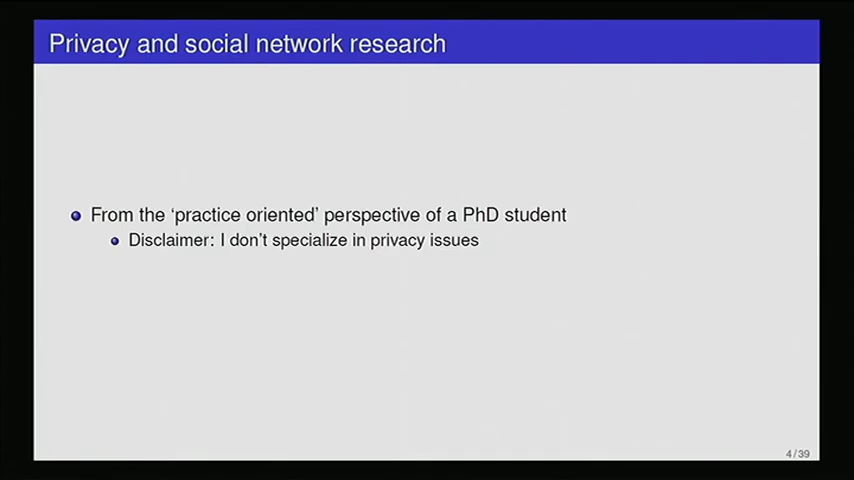 Privacy and social network research
From the ‘practice oriented’ perspective of a PhD student
Disclaimer: I don’t specialize in privacy issues
4 / 39